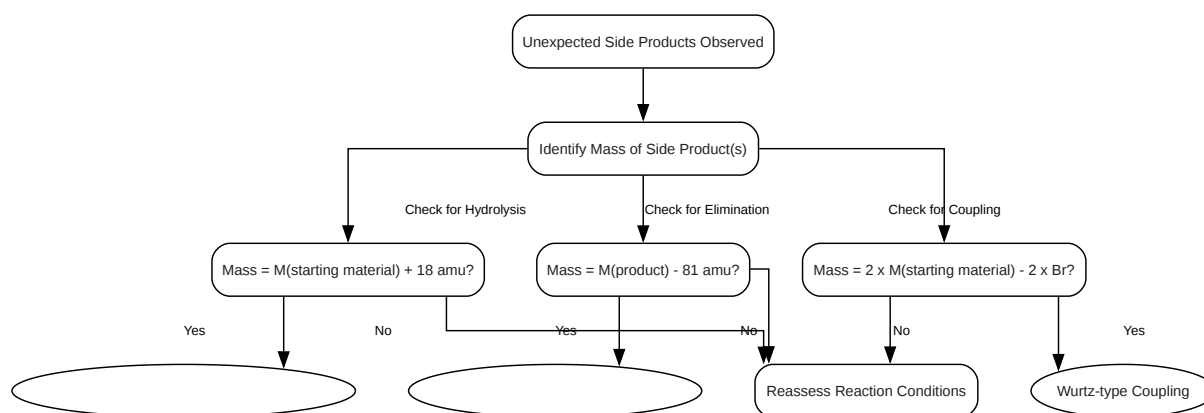 Unexpected Side Products Observed
Identify Mass of Side Product(s)
Check for Hydrolysis
Check for Elimination
Check for Coupling
Mass = M(starting material) + 18 amu?
Mass = M(product) - 81 amu?
Mass = 2 x M(starting material) - 2 x Br?
Yes
No
Yes
No
No
Yes
Reassess Reaction Conditions
Wurtz-type Coupling